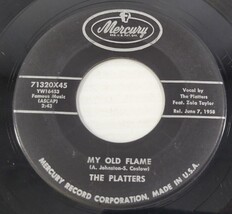 Mercury
71320X45
YW16452
Famous Music
(ASCAP)
2:45
Vocal by
The Platters
Feat. Zola Taylor
Rel. June 7, 1958
MY OLD FLAME
(A. Johnston-S. Coslow)
THE PLATTERS
MERCURY RECORD CORPORATION, MADE IN U.S.A.